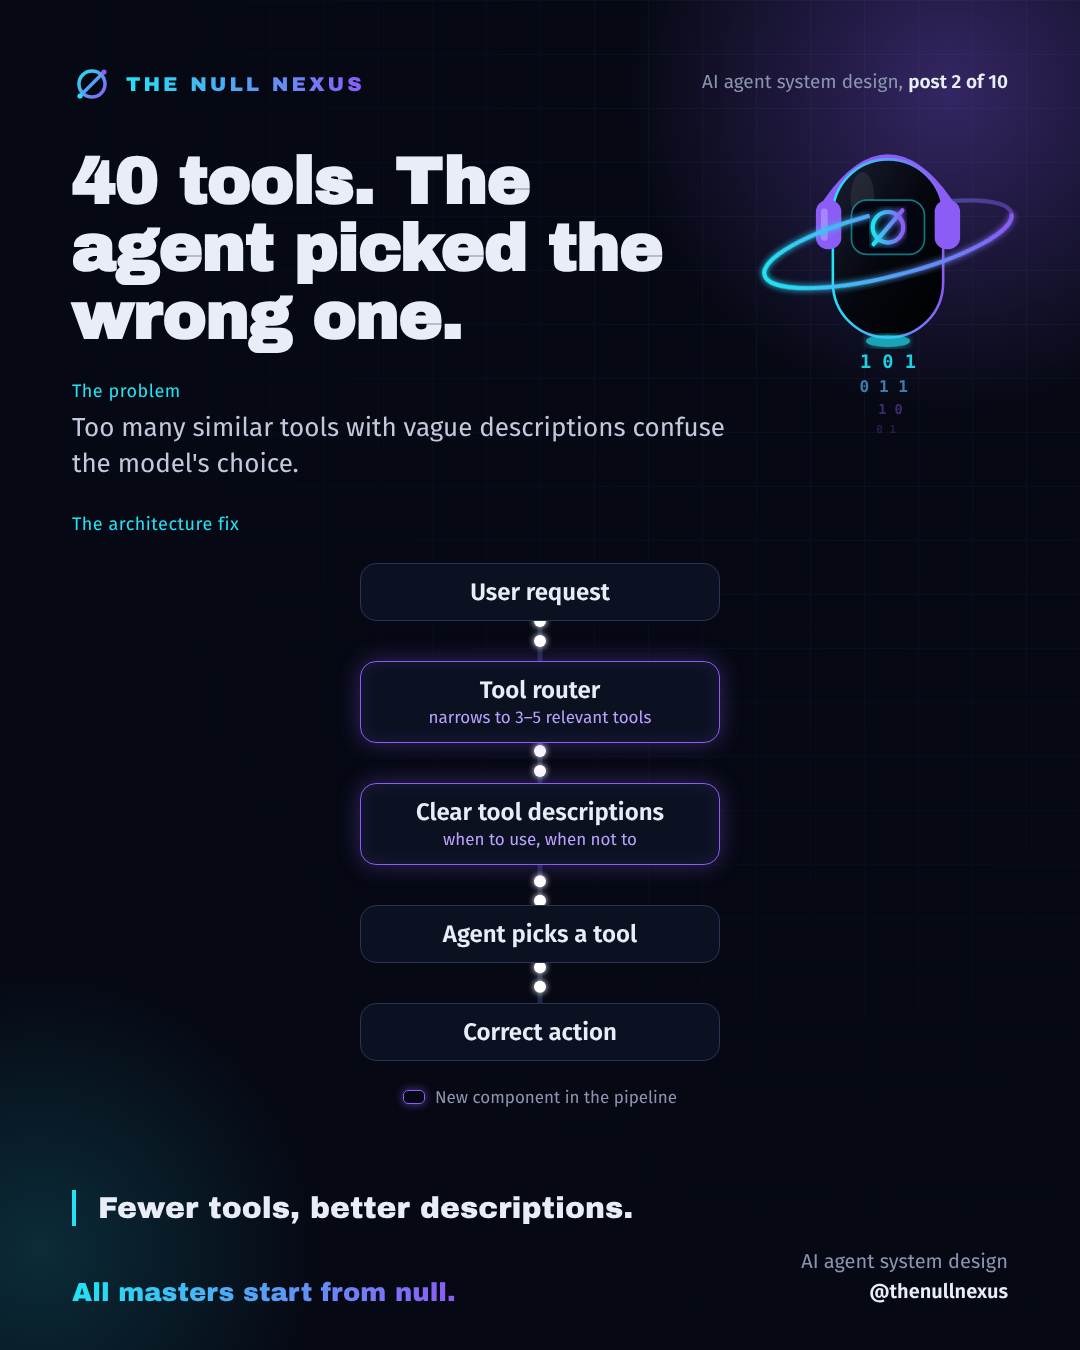 THE NULL NEXUS
AI agent system design, post 2 of 10
40 tools. The
agent picked the
wrong one.
1 0 1
0 1 1
1 0
0 1
The problem
Too many similar tools with vague descriptions confuse
the model's choice.
The architecture fix
User request
Tool router
narrows to 3–5 relevant tools
Clear tool descriptions
when to use, when not to
Agent picks a tool
Correct action
New component in the pipeline
Fewer tools, better descriptions.
All masters start from null.
AI agent system design
@thenullnexus